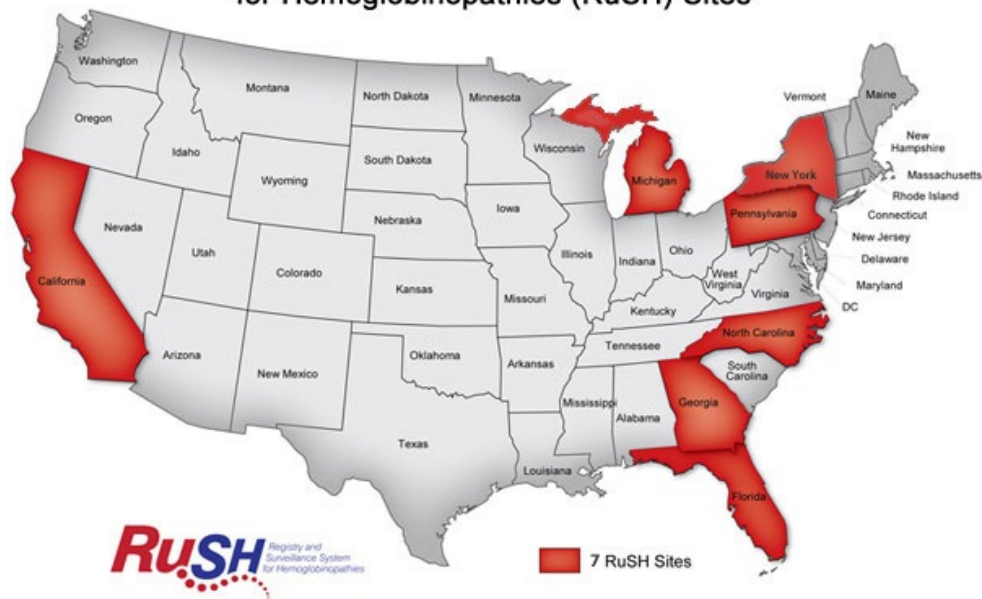 for Hemoglobinopathies (RuSH) Sites
Washington
Oregon
California
Idaho
Nevada
Montana
Wyoming
Utah
Arizona
Colorado
New Mexico
North Dakota
South Dakota
Nebraska
Kansas
Oklahoma
Texas
Minnesota
Iowa
Missouri
Arkansas
Louisiana
Wisconsin
Illinois
Michigan
Indiana
Ohio
Kentucky
Tennessee
Mississippi
Alabama
West
Virginia
Virginia
North Carolina
South
Carolina
Georgia
Florida
Pennsylvania
New York
Vermont
Maine
New
Hampshire
Massachusetts
Rhode Island
Connecticut
New Jersey
Delaware
Maryland
DC
RuSH
Registry and
Surveillance System
for Hemoglobinopathies
7 RuSH Sites